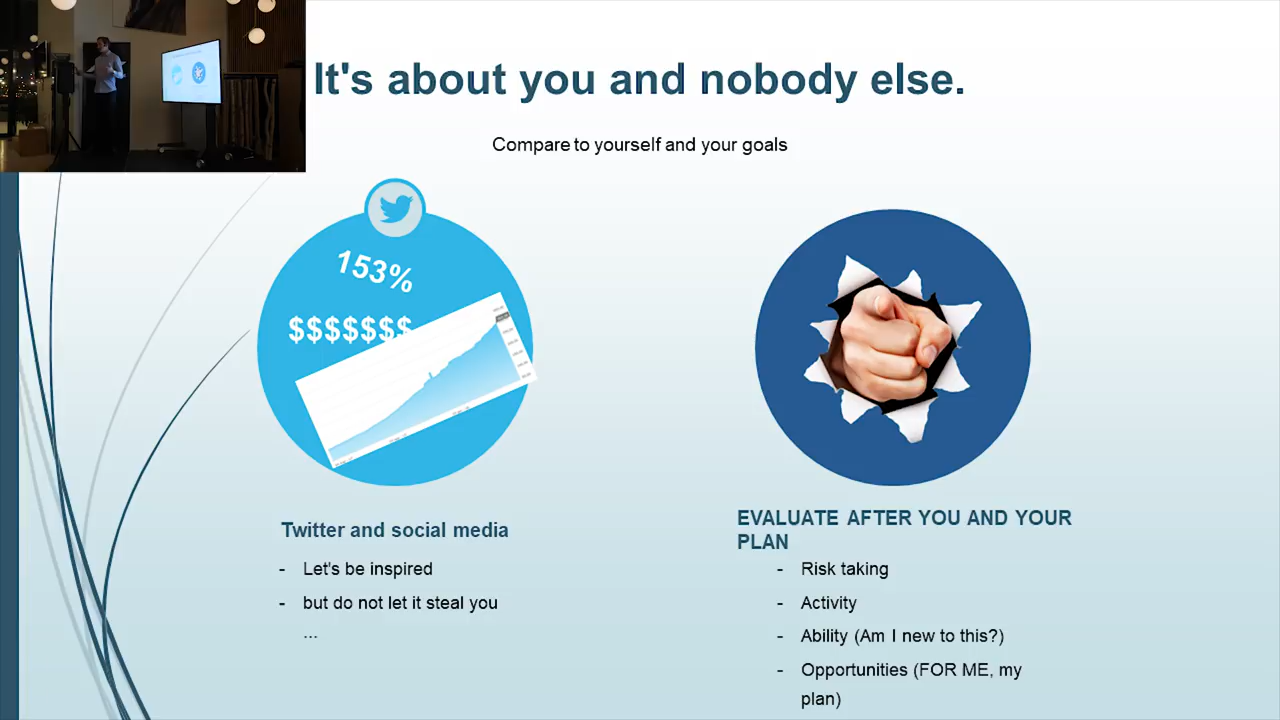 It's about you and nobody else.
Compare to yourself and your goals
153%
$$$$$$$
Twitter and social media
- Let's be inspired
- but do not let it steal you
...
EVALUATE AFTER YOU AND YOUR
PLAN
- Risk taking
- Activity
- Ability (Am I new to this?)
- Opportunities (FOR ME, my
plan)